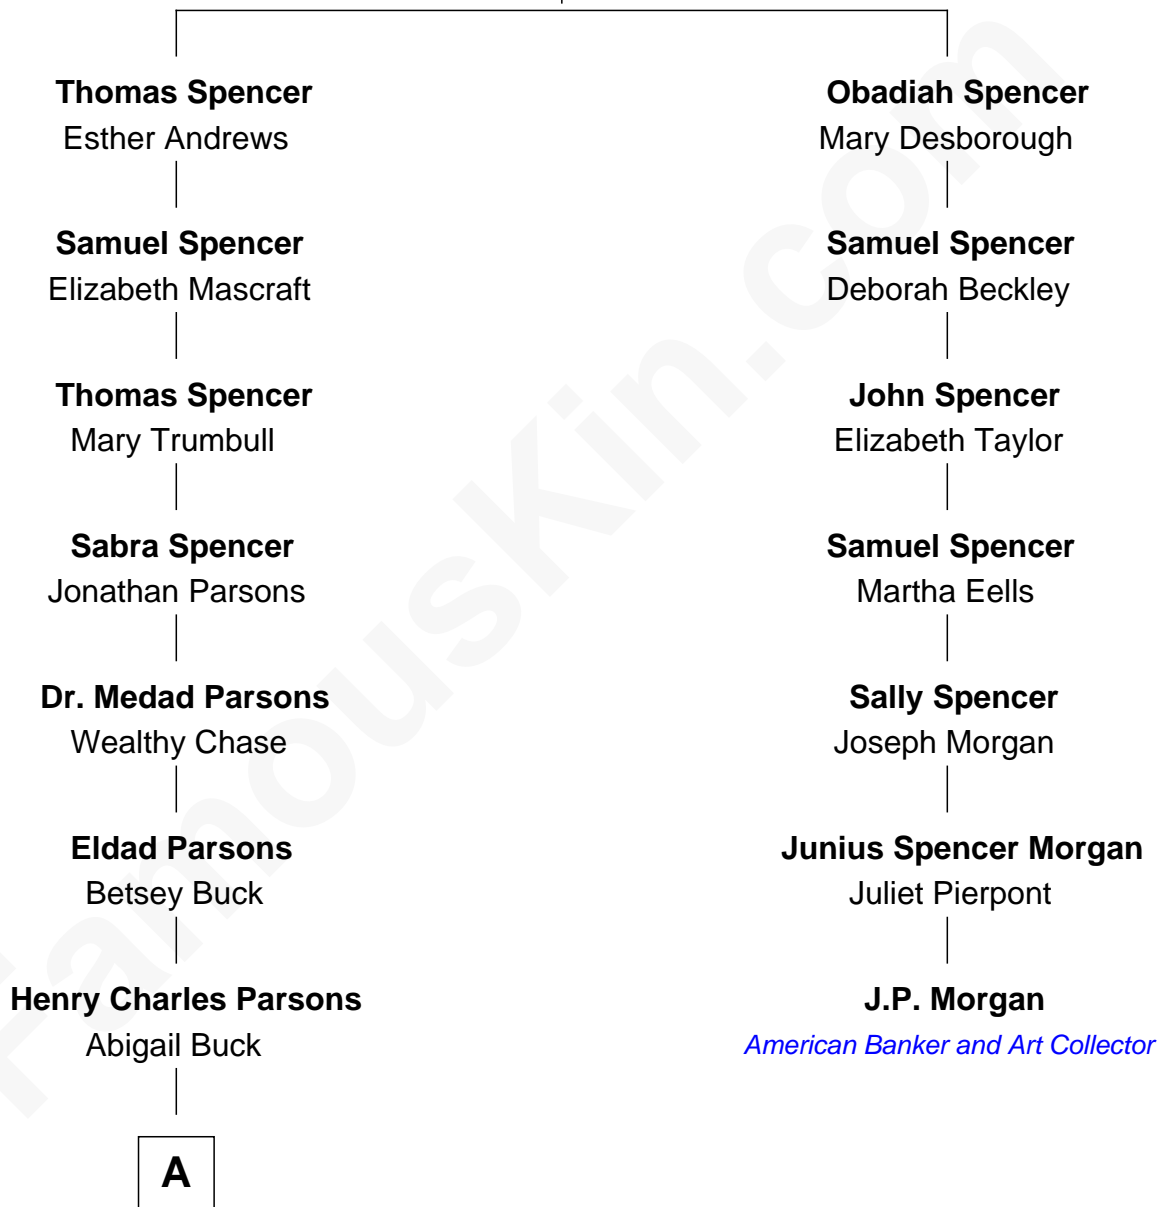 Thomas Spencer
Esther Andrews
Samuel Spencer
Elizabeth Mascraft
Thomas Spencer
Mary Trumbull
Sabra Spencer
Jonathan Parsons
Dr. Medad Parsons
Wealthy Chase
Eldad Parsons
Betsey Buck
Henry Charles Parsons
Abigail Buck
A
Obadiah Spencer
Mary Desborough
Samuel Spencer
Deborah Beckley
John Spencer
Elizabeth Taylor
Samuel Spencer
Martha Eells
Sally Spencer
Joseph Morgan
Junius Spencer Morgan
Juliet Pierpont
J.P. Morgan
American Banker and Art Collector
FamousKin.com